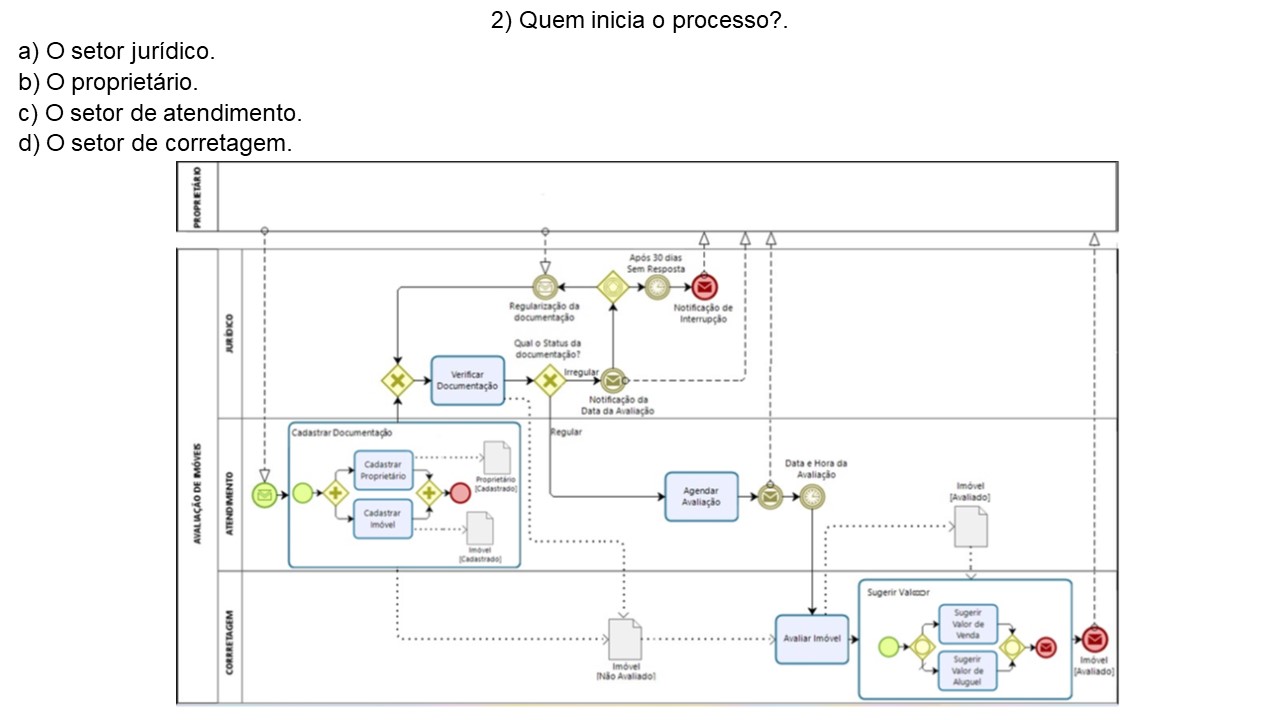 2) Quem inicia o processo?.
a) O setor jurídico.
b) O proprietário.
c) O setor de atendimento.
d) O setor de corretagem.
PROPRIETÁRIO
AVALIAÇÃO DE IMÓVEIS
JURÍDICO
Após 30 dias
Sem Resposta
Regularização da
documentação
Notificação de
Interrupção
Qual o Status da
documentação?
Verificar
Documentação
Irregular
Notificação da
Data da Avaliação
Regular
ATENDIMENTO
Cadastrar Documentação
Cadastrar
Proprietário
Proprietário
[Cadastrado]
Cadastrar
Imóvel
Imóvel
[Cadastrado]
Agendar
Avaliação
Data e Hora da
Avaliação
Imóvel
[Avaliado]
CORRRETAGEM
Imóvel
[Não Avaliado]
Avaliar Imóvel
Sugerir
Sugerir
Valor de
Venda
Sugerir
Valor de
Aluguel
Imóvel
[Avaliado]